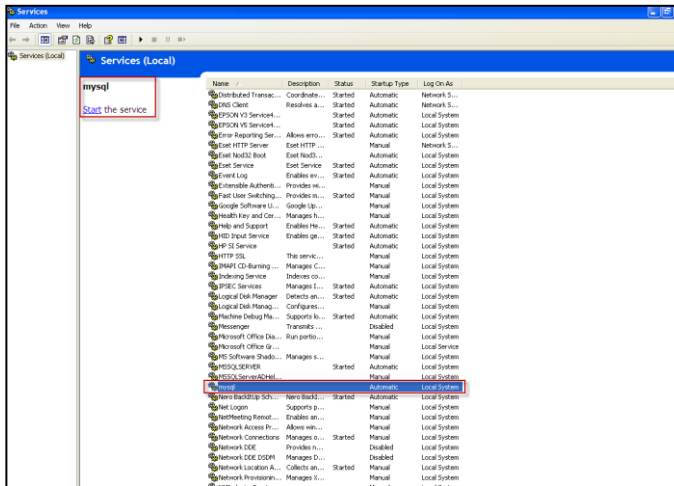 Services
File Action View Help
Services (Local)
Services (Local)
mysql
Start the service
Name Description Status Startup Type Log On As
Distributed Transac... Coordinate... Started Automatic Network S...
DNS Client Resolves a... Started Automatic Network S...
EPSON V3 Service4... Started Automatic Local System
EPSON V5 Service4... Started Automatic Local System
Error Reporting Ser... Allows erro... Started Automatic Local System
Eset HTTP Server Eset HTTP ... Manual Network S...
Eset Nod32 Boot Eset Nod3... Automatic Local System
Eset Service Eset Service Started Automatic Local System
Event Log Enables ev... Started Automatic Local System
Extensible Authenti... Provides wi... Manual Local System
Fast User Switching... Provides m... Started Manual Local System
Google Software U... Google Up... Manual Local System
Health Key and Cer... Manages h... Manual Local System
Help and Support Enables He... Started Automatic Local System
HID Input Service Enables ge... Started Automatic Local System
HP SI Service Started Automatic Local System
HTTP SSL This servic... Manual Local System
IMAPI CD-Burning ... Manages C... Manual Local System
Indexing Service Indexes co... Manual Local System
IPSEC Services Manages I... Started Automatic Local System
Logical Disk Manager Detects an... Started Automatic Local System
Logical Disk Manag... Configures... Manual Local System
Machine Debug Ma... Supports lo... Started Automatic Local System
Messenger Transmits ... Disabled Local System
Microsoft Office Dia... Run portio... Manual Local System
Microsoft Office Gr... Manual Local Service
MS Software Shado... Manages s... Manual Local System
MSSQLSERVER Started Automatic Local System
MSSQLServerADHel... Manual Local System
mysql Automatic Local System
Nero BackItUp Sch... Nero BackI... Started Automatic Local System
Net Logon Supports p... Manual Local System
NetMeeting Remot... Enables an... Manual Local System
Network Access Pr... Allows win... Manual Local System
Network Connections Manages o... Started Manual Local System
Network DDE Provides n... Disabled Local System
Network DDE DSDM Manages D... Disabled Local System
Network Location A... Collects an... Started Manual Local System
Network Provisionin... Manages X... Manual Local System